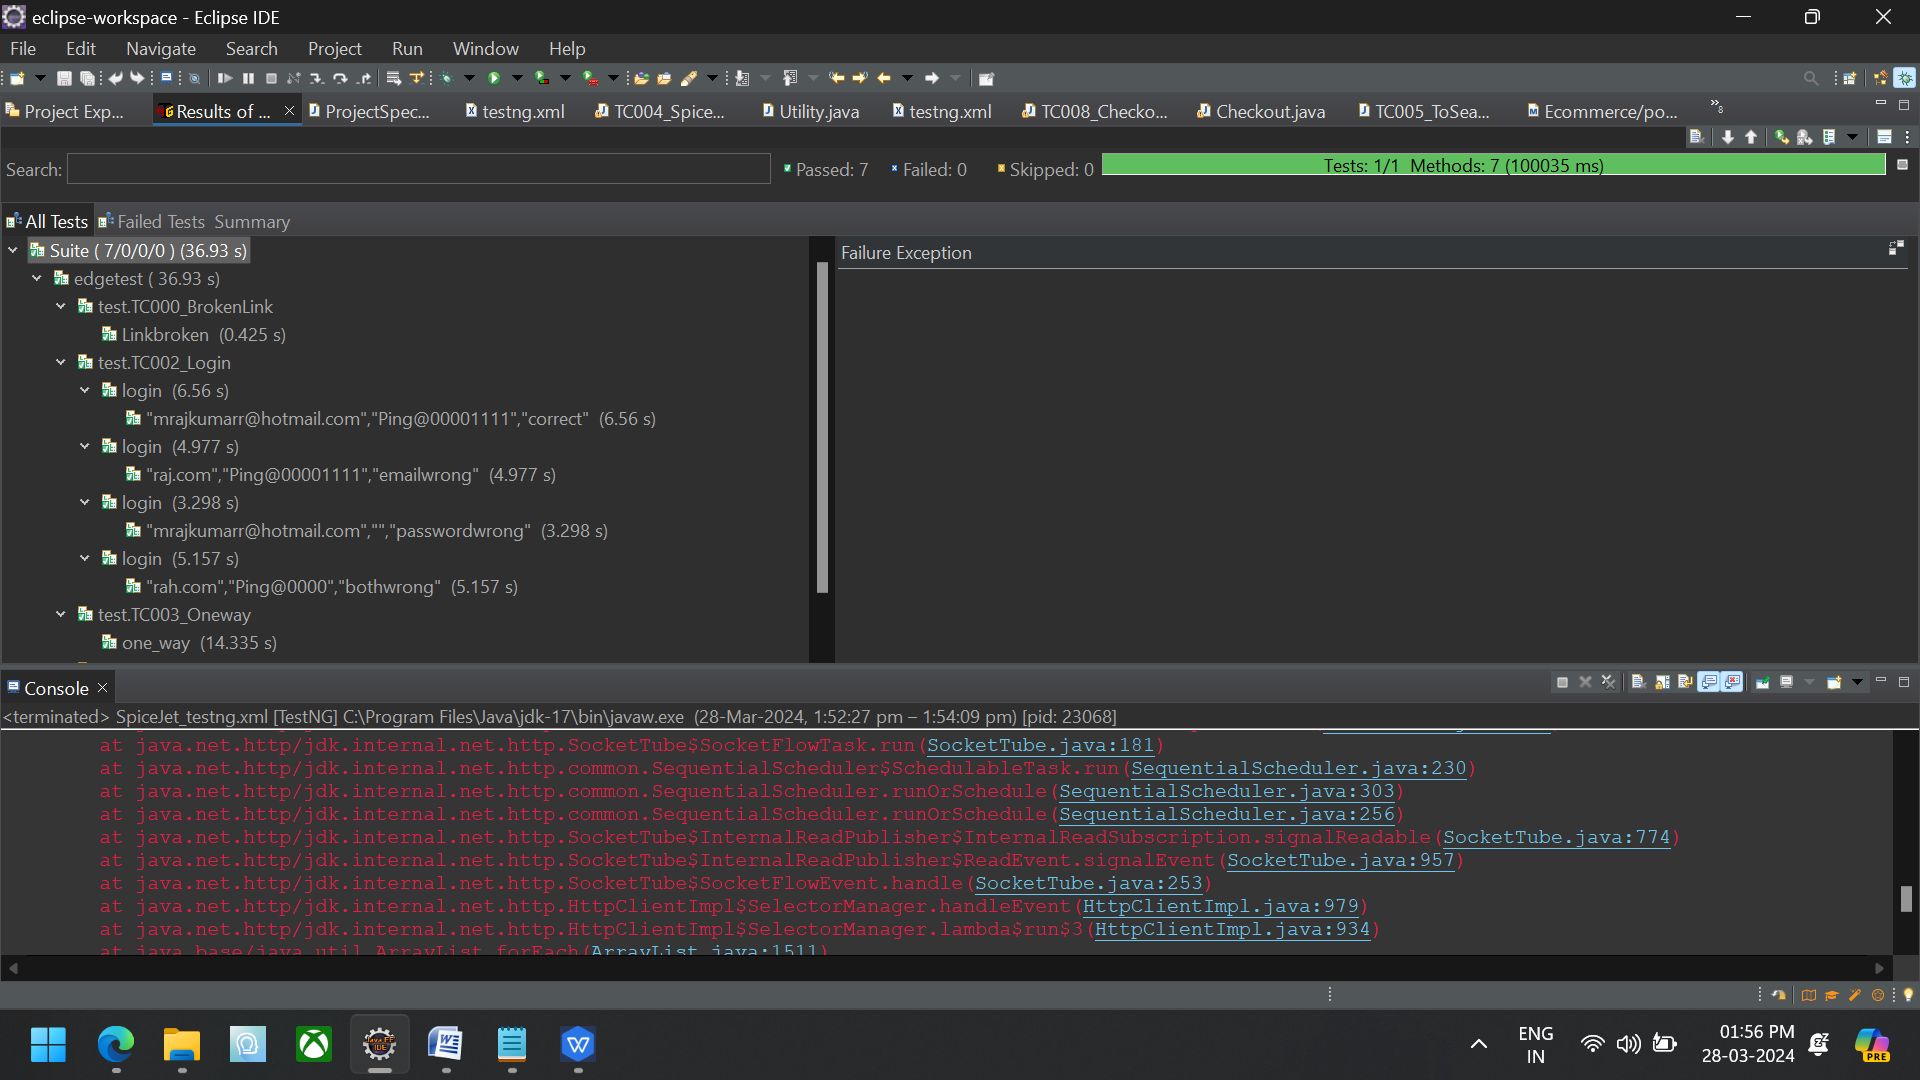 eclipse-workspace - Eclipse IDE
File Edit Navigate Search Project Run Window Help
Project Exp... Results of ... ProjectSpec... testng.xml TC004_Spice... Utility.java testng.xml TC008_Checko... Checkout.java TC005_ToSea... Ecommerce/po... »8
Search: Passed: 7 Failed: 0 Skipped: 0 Tests: 1/1 Methods: 7 (100035 ms)
All Tests Failed Tests Summary
Suite ( 7/0/0/0 ) (36.93 s)
Failure Exception
edgetest ( 36.93 s)
test.TC000_BrokenLink
Linkbroken (0.425 s)
test.TC002_Login
login (6.56 s)
"mrajkumarr@hotmail.com","Ping@00001111","correct" (6.56 s)
login (4.977 s)
"raj.com","Ping@00001111","emailwrong" (4.977 s)
login (3.298 s)
"mrajkumarr@hotmail.com","","passwordwrong" (3.298 s)
login (5.157 s)
"rah.com","Ping@0000","bothwrong" (5.157 s)
test.TC003_Oneway
one_way (14.335 s)
Console
<terminated> SpiceJet_testng.xml [TestNG] C:\Program Files\Java\jdk-17\bin\javaw.exe (28-Mar-2024, 1:52:27 pm – 1:54:09 pm) [pid: 23068]
at java.net.http/jdk.internal.net.http.SocketTube$SocketFlowTask.run(SocketTube.java:181)
at java.net.http/jdk.internal.net.http.common.SequentialScheduler$SchedulableTask.run(SequentialScheduler.java:230)
at java.net.http/jdk.internal.net.http.common.SequentialScheduler.runOrSchedule(SequentialScheduler.java:303)
at java.net.http/jdk.internal.net.http.common.SequentialScheduler.runOrSchedule(SequentialScheduler.java:256)
at java.net.http/jdk.internal.net.http.SocketTube$InternalReadPublisher$InternalReadSubscription.signalReadable(SocketTube.java:774)
at java.net.http/jdk.internal.net.http.SocketTube$InternalReadPublisher$ReadEvent.signalEvent(SocketTube.java:957)
at java.net.http/jdk.internal.net.http.SocketTube$SocketFlowEvent.handle(SocketTube.java:253)
at java.net.http/jdk.internal.net.http.HttpClientImpl$SelectorManager.handleEvent(HttpClientImpl.java:979)
at java.net.http/jdk.internal.net.http.HttpClientImpl$SelectorManager.lambda$run$3(HttpClientImpl.java:934)
at java.base/java.util.ArrayList.forEach(ArrayList.java:1511)
ENG
IN
01:56 PM
28-03-2024
PRE